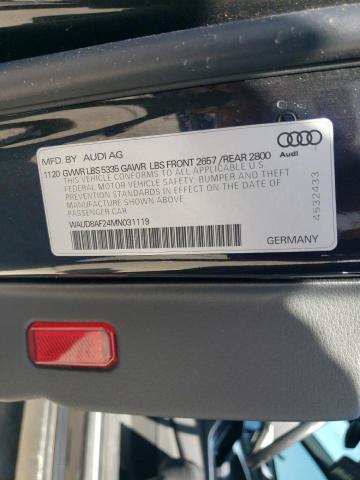 MFD. BY AUDI AG
1120 GVWR LBS 5335 GAWR LBS FRONT 2657 /REAR 2800
THIS VEHICLE CONFORMS TO ALL APPLICABLE U.S.
FEDERAL MOTOR VEHICLE SAFETY, BUMPER AND THEFT
PREVENTION STANDARDS IN EFFECT ON THE DATE OF
MANUFACTURE SHOWN ABOVE.
PASSENGER CAR
WAUD8AF24MN031119
GERMANY
Audi
4532433